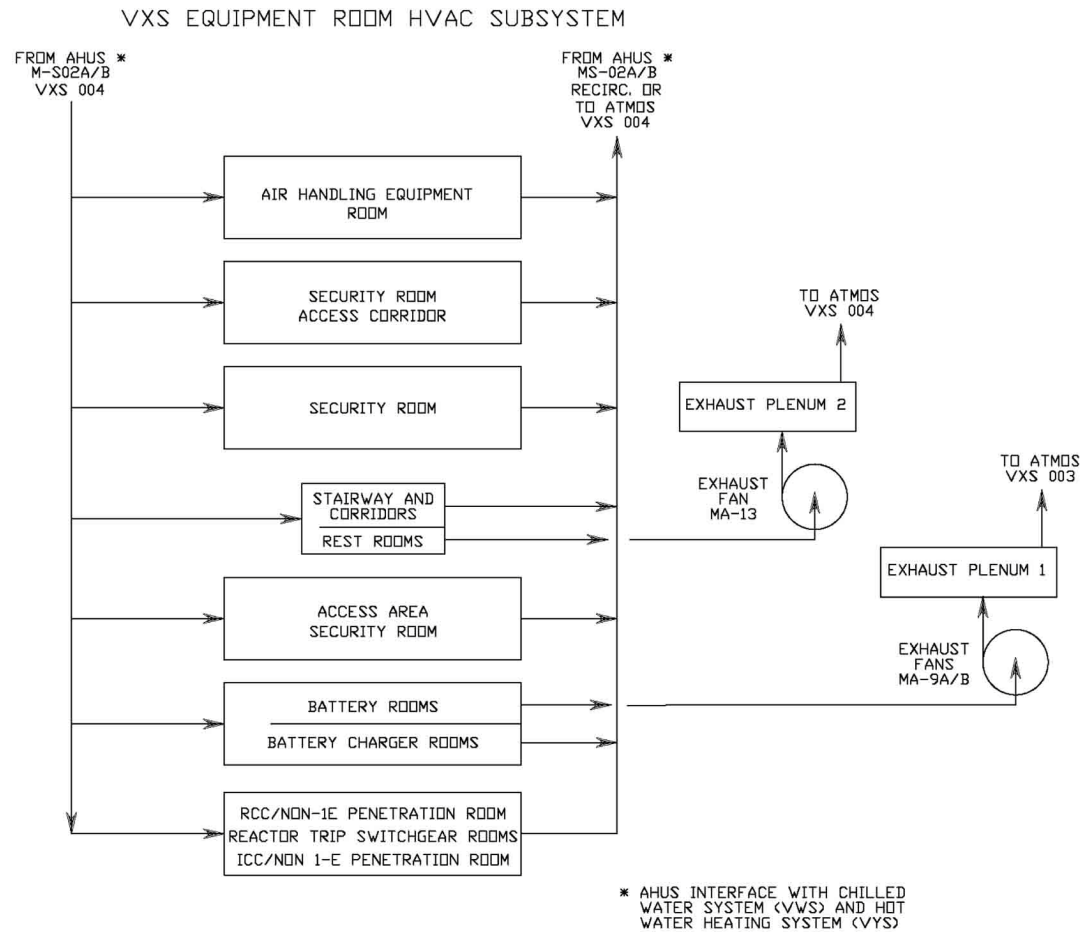 VXS EQUIPMENT ROOM HVAC SUBSYSTEM
FROM AHUS *
M-S02A/B
VXS 004
FROM AHUS *
MS-02A/B
RECIRC. OR
TO ATMOS
VXS 004
AIR HANDLING EQUIPMENT
ROOM
SECURITY ROOM
ACCESS CORRIDOR
TO ATMOS
VXS 004
SECURITY ROOM
EXHAUST PLENUM 2
EXHAUST
FAN
MA-13
TO ATMOS
VXS 003
STAIRWAY AND
CORRIDORS
REST ROOMS
EXHAUST PLENUM 1
ACCESS AREA
SECURITY ROOM
EXHAUST
FANS
MA-9A/B
BATTERY ROOMS
BATTERY CHARGER ROOMS
RCC/NON-1E PENETRATION ROOM
REACTOR TRIP SWITCHGEAR ROOMS
ICC/NON 1-E PENETRATION ROOM
* AHUS INTERFACE WITH CHILLED
WATER SYSTEM (VWS) AND HOT
WATER HEATING SYSTEM (VYS)